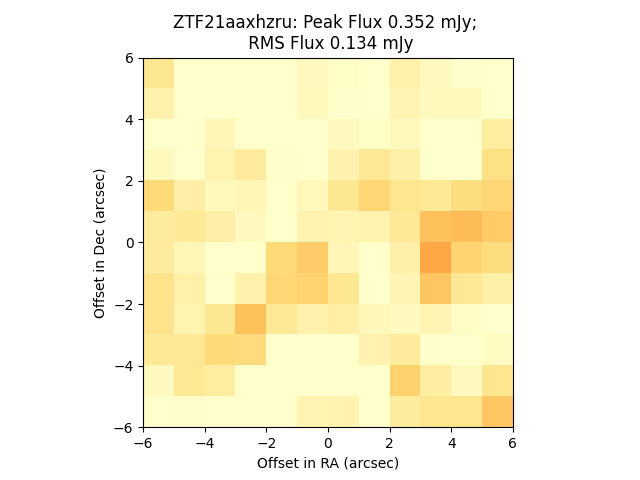 ZTF21aaxhzru: Peak Flux 0.352 mJy;
RMS Flux 0.134 mJy
6
4
2
0
−2
−4
−6
Offset in Dec (arcsec)
−6 −4 −2 0 2 4 6
Offset in RA (arcsec)